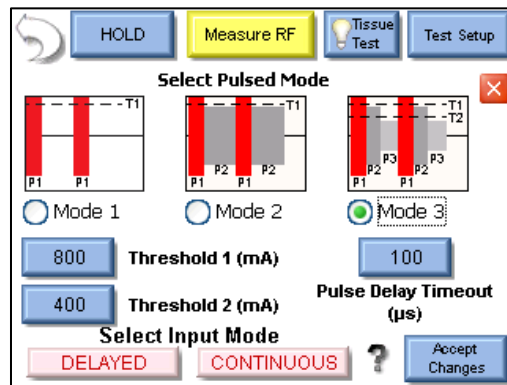 HOLD
Measure RF
Tissue
Test
Test Setup
Select Pulsed Mode
T1
P1
P1
T1
P2
P2
P1
P1
T1
T2
P3
P3
P2
P2
P1
P1
Mode 1
Mode 2
Mode 3
800
Threshold 1 (mA)
100
400
Threshold 2 (mA)
Pulse Delay Timeout
(µs)
Select Input Mode
DELAYED
CONTINUOUS
?
Accept
Changes